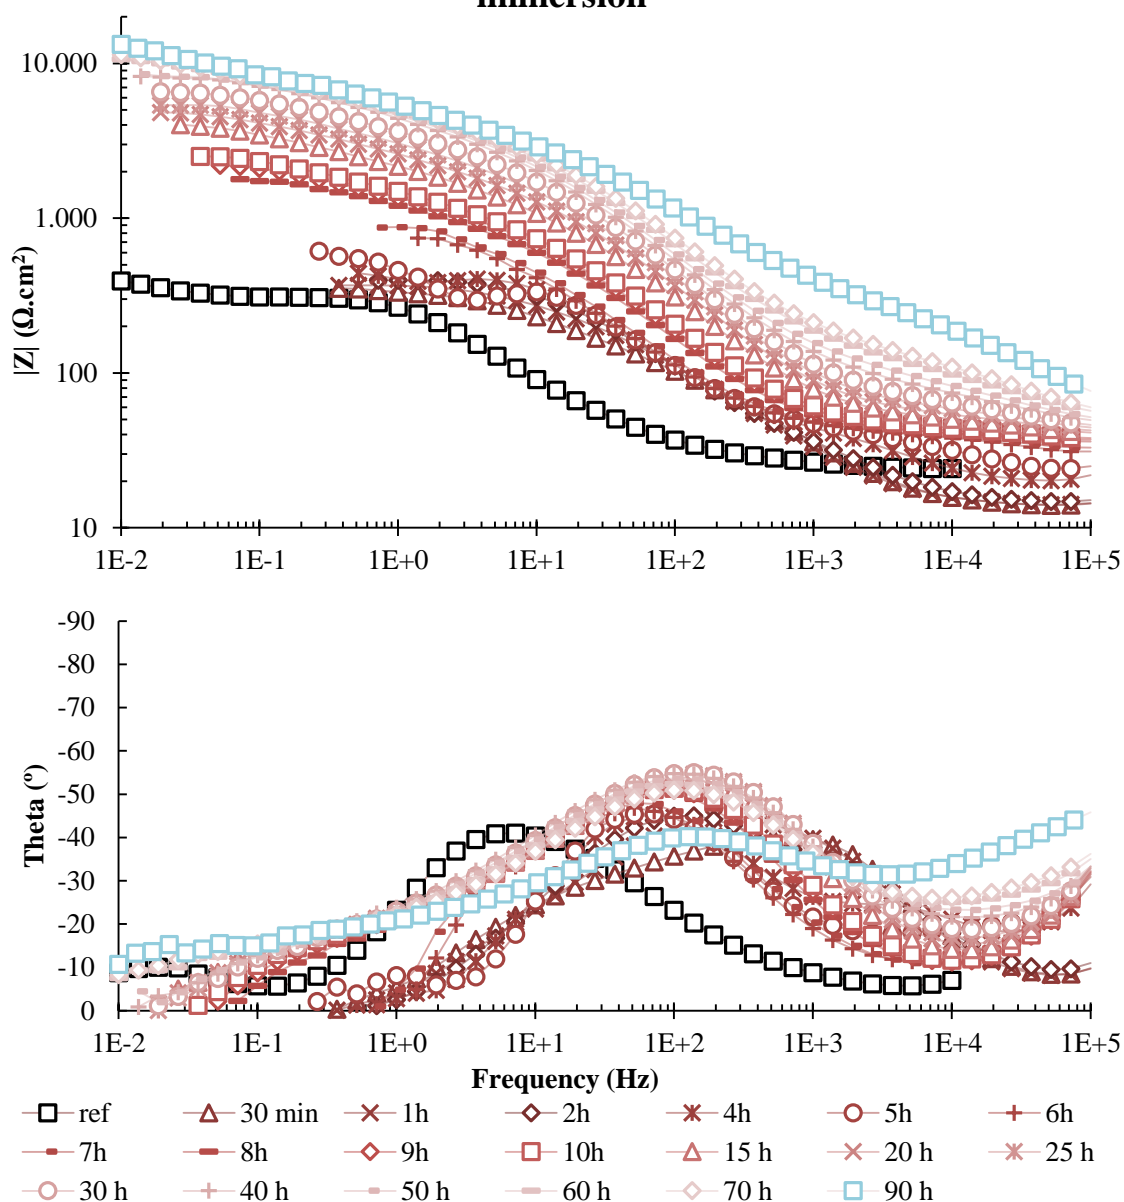 immersion
10.000
1.000
100
10
|Z| (Ω.cm²)
1E-2 1E-1 1E+0 1E+1 1E+2 1E+3 1E+4 1E+5
-90
-80
-70
-60
-50
-40
-30
-20
-10
0
Theta (º)
1E-2 1E-1 1E+0 1E+1 1E+2 1E+3 1E+4 1E+5
Frequency (Hz)
ref 30 min 1h 2h 4h 5h 6h
7h 8h 9h 10h 15 h 20 h 25 h
30 h 40 h 50 h 60 h 70 h 90 h